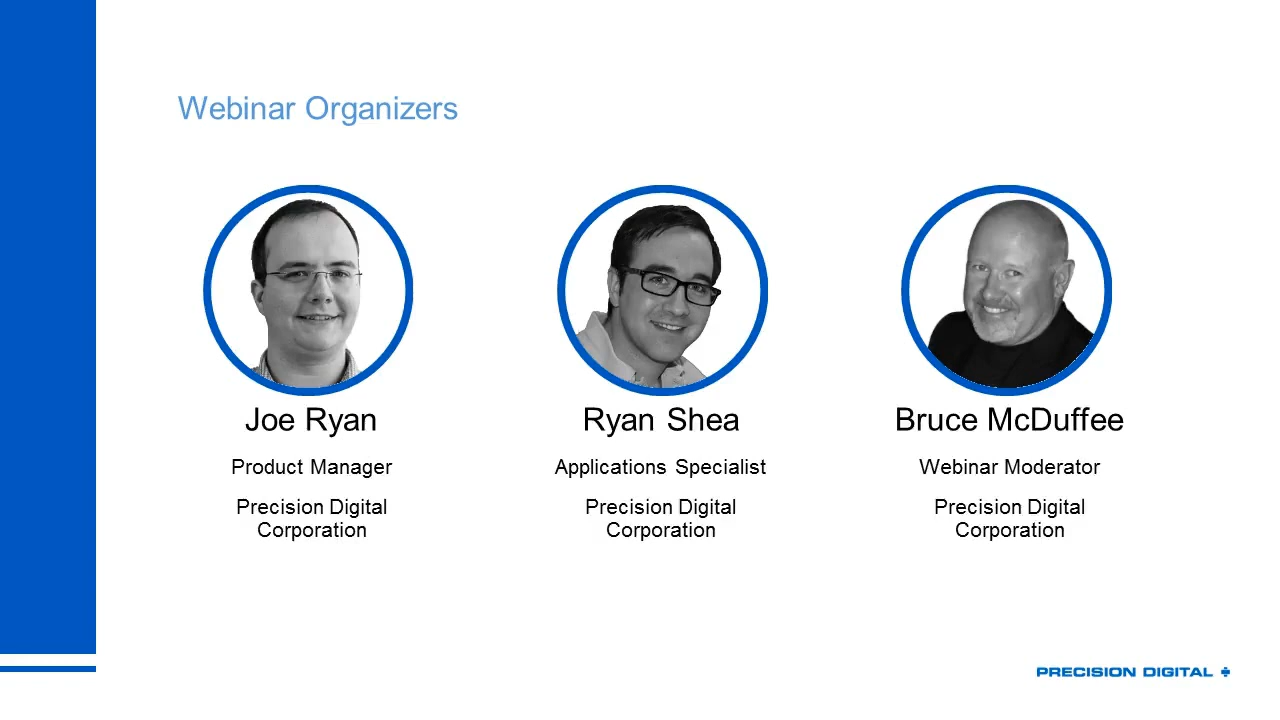 Webinar Organizers
Joe Ryan
Product Manager
Precision Digital
Corporation
Ryan Shea
Applications Specialist
Precision Digital
Corporation
Bruce McDuffee
Webinar Moderator
Precision Digital
Corporation
PRECISION DIGITAL